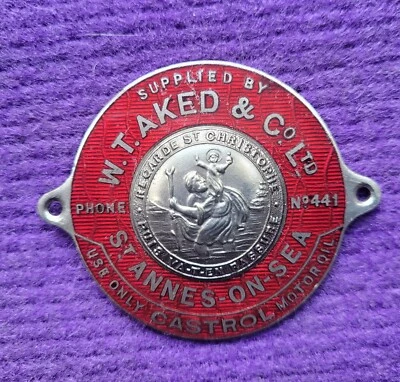 SUPPLIED BY
W. T. AKED & Co. LTD
REGARDE ST CHRISTOPHE
PUIS VA-T-EN RASSURE
PHONE
No 441
ST ANNES-ON-SEA
USE ONLY CASTROL MOTOR OIL